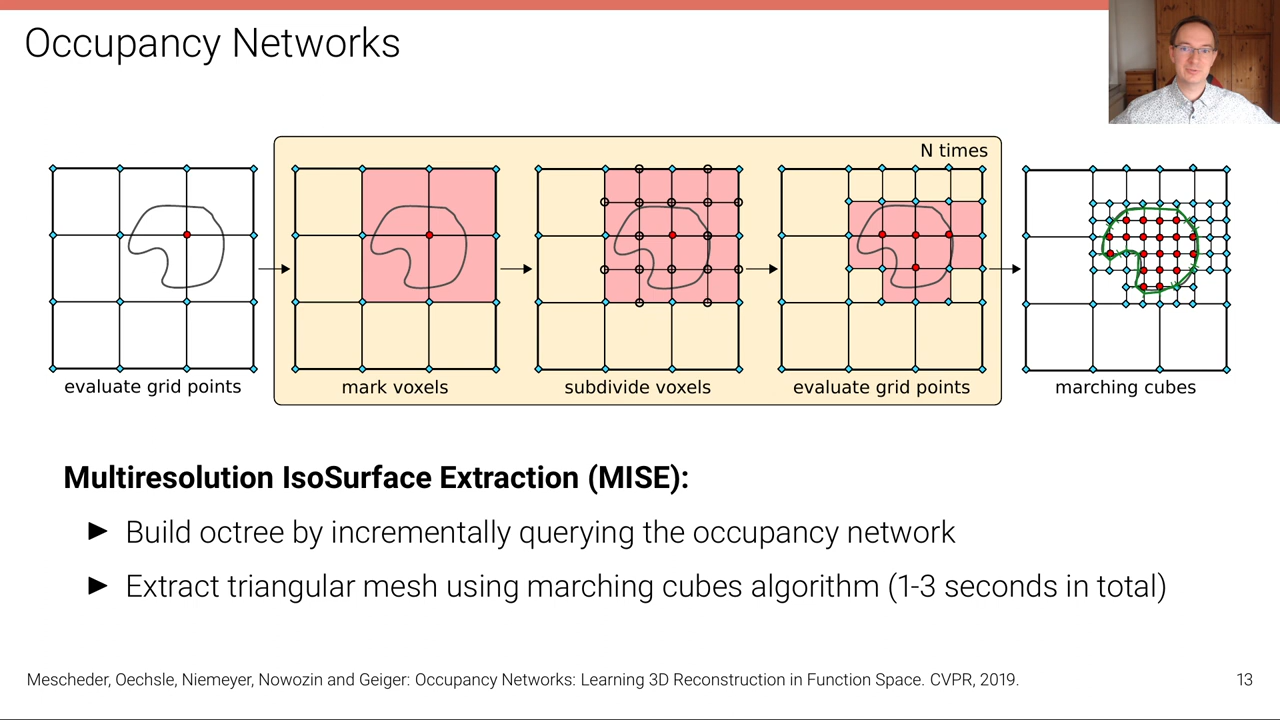 Occupancy Networks
N times
evaluate grid points
mark voxels
subdivide voxels
evaluate grid points
marching cubes
Multiresolution IsoSurface Extraction (MISE):
► Build octree by incrementally querying the occupancy network
► Extract triangular mesh using marching cubes algorithm (1-3 seconds in total)
Mescheder, Oechsle, Niemeyer, Nowozin and Geiger: Occupancy Networks: Learning 3D Reconstruction in Function Space. CVPR, 2019.
13